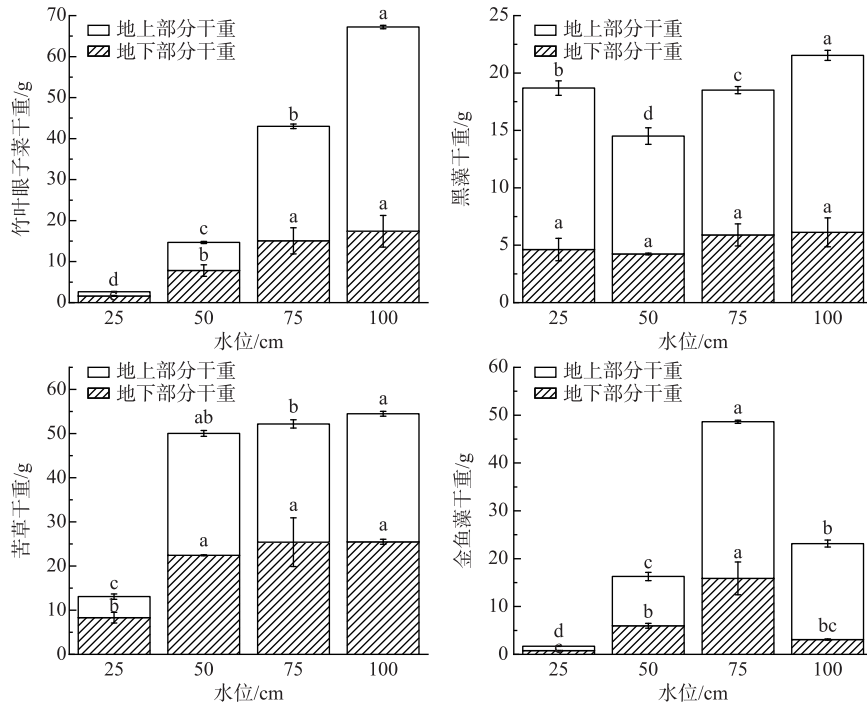 竹叶眼子菜干重/g
70
60
50
40
30
20
10
0
地上部分干重
地下部分干重
d
c
c
b
b
a
a
a
25 50 75 100
水位/cm
黑藻干重/g
25
20
15
10
5
0
地上部分干重
地下部分干重
b
a
d
a
c
a
a
a
25 50 75 100
水位/cm
苦草干重/g
60
50
40
30
20
10
0
地上部分干重
地下部分干重
c
b
ab
a
b
a
a
a
25 50 75 100
水位/cm
金鱼藻干重/g
60
50
40
30
20
10
0
地上部分干重
地下部分干重
d
c
c
b
a
a
b
bc
25 50 75 100
水位/cm